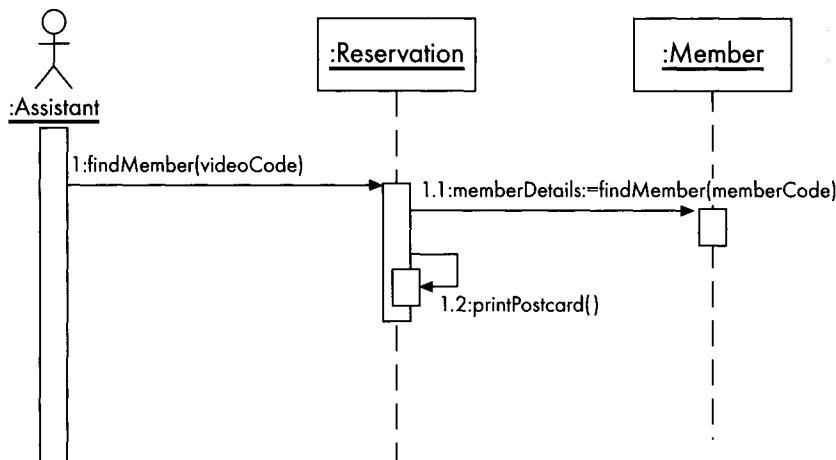 :Reservation
:Member
:Assistant
1:findMember(videoCode)
1.1:memberDetails:=findMember(memberCode)
1.2:printPostcard()